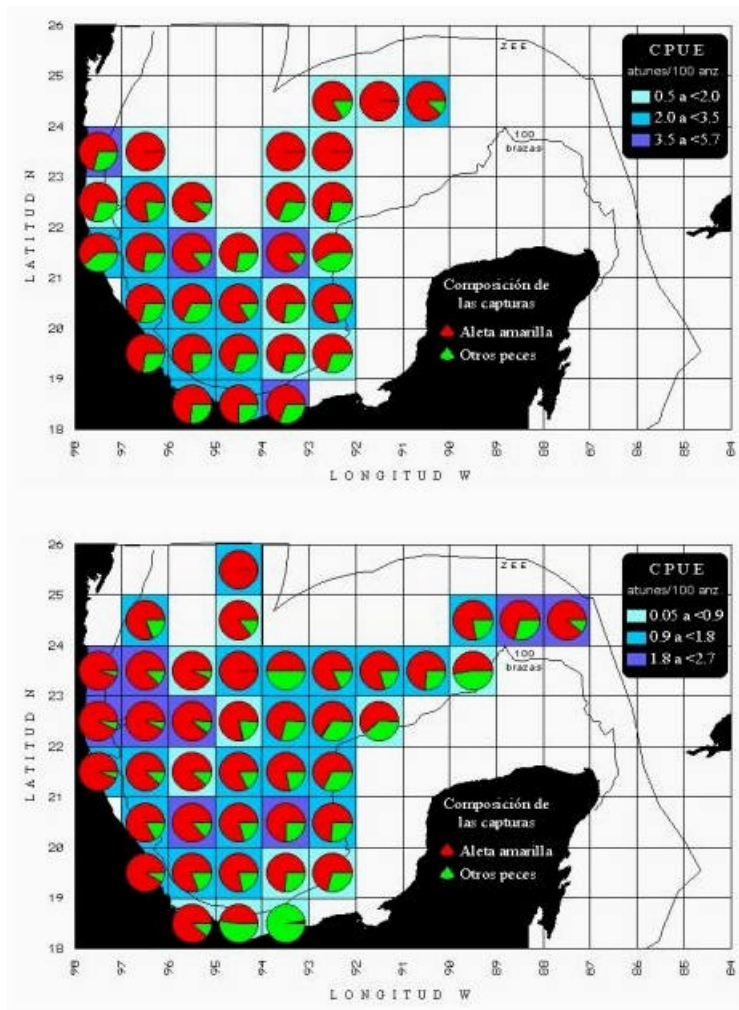 26
25
24
23
22
21
20
19
18
LATITUD N
ZEE
100
brazas
CPUE
atunes/100 anz.
0.5 a <2.0
2.0 a <3.5
3.5 a <5.7
Composición de
las capturas
Aleta amarilla
Otros peces
98 97 96 95 94 93 92 91 90 89 88 87 86 85 84
LONGITUD W
26
25
24
23
22
21
20
19
18
LATITUD N
ZEE
100
brazas
CPUE
atunes/100 anz.
0.05 a <0.9
0.9 a <1.8
1.8 a <2.7
Composición de
las capturas
Aleta amarilla
Otros peces
98 97 96 95 94 93 92 91 90 89 88 87 86 85 84
LONGITUD W